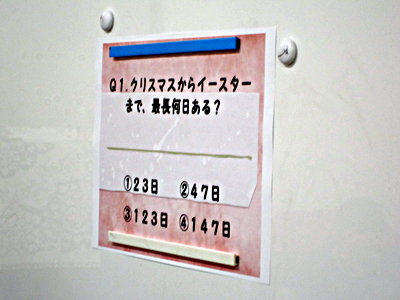 Q1.クリスマスからイースター
まで、最長何日ある？
①23日 ②47日
③123日 ④147日